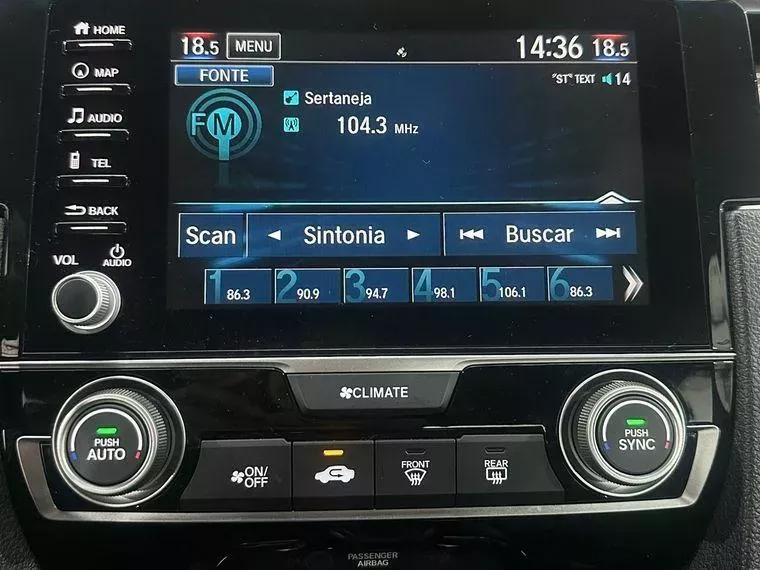 HOME
MAP
AUDIO
TEL
BACK
VOL
AUDIO
18.5 MENU 14:36 18.5
FONTE "ST" TEXT 14
FM
Sertaneja
104.3 MHz
Scan Sintonia Buscar
1 86.3 2 90.9 3 94.7 4 98.1 5 106.1 6 86.3
CLIMATE
PUSH AUTO
ON/OFF
FRONT
REAR
PUSH SYNC
PASSENGER
AIRBAG